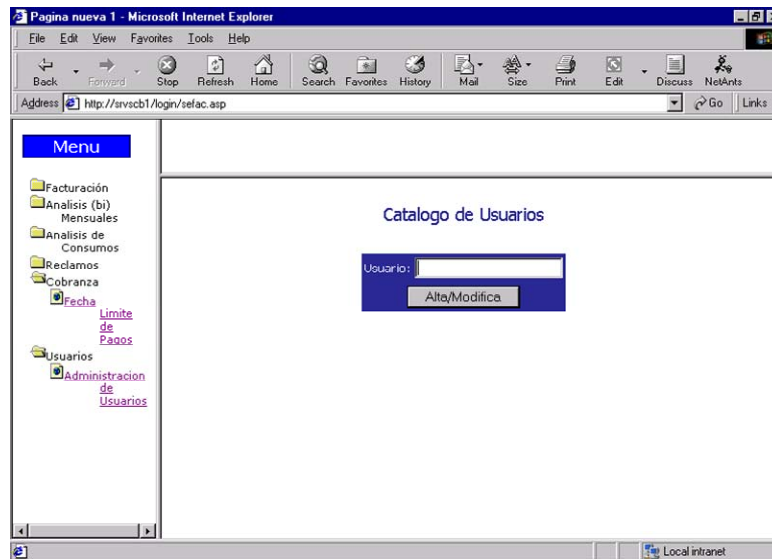 Pagina nueva 1 - Microsoft Internet Explorer
File Edit View Favorites Tools Help
Back Forward Stop Refresh Home Search Favorites History Mail Size Print Edit Discuss NetAnts
Address http://srvscb1/login/sefac.asp Go Links
Menu
Facturación
Analisis (bi)
Mensuales
Analisis de
Consumos
Reclamos
Cobranza
Fecha
Limite
de
Pagos
Usuarios
Administracion
de
Usuarios
Catalogo de Usuarios
Usuario:
Alta/Modifica
Local intranet